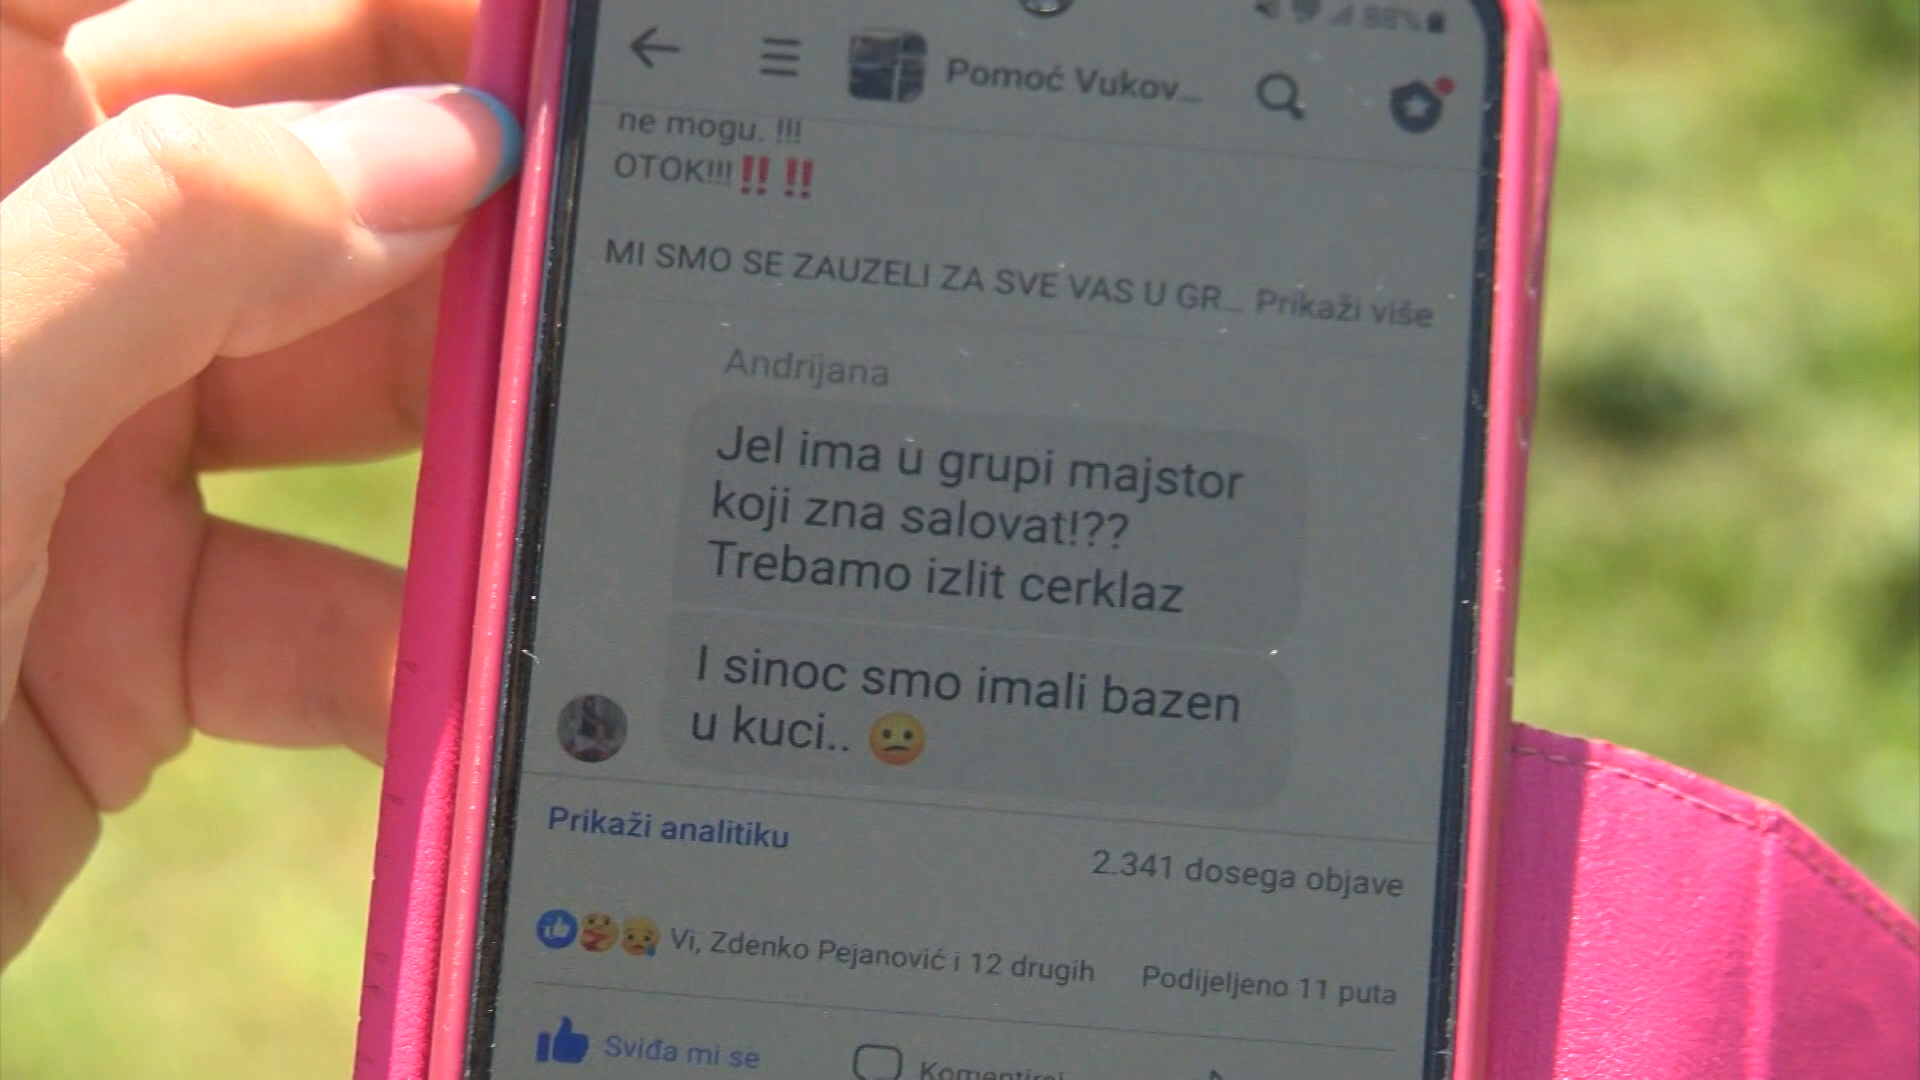 88%
Pomoć Vukov...
ne mogu. !!!
OTOK!!!‼️ ‼️
MI SMO SE ZAUZELI ZA SVE VAS U GR... Prikaži više
Andrijana
Jel ima u grupi majstor
koji zna salovat!??
Trebamo izlit cerklaz
I sinoc smo imali bazen
u kuci.. 😕
Prikaži analitiku
2.341 dosega objave
Vi, Zdenko Pejanović i 12 drugih
Podijeljeno 11 puta
Sviđa mi se
Komentiraj